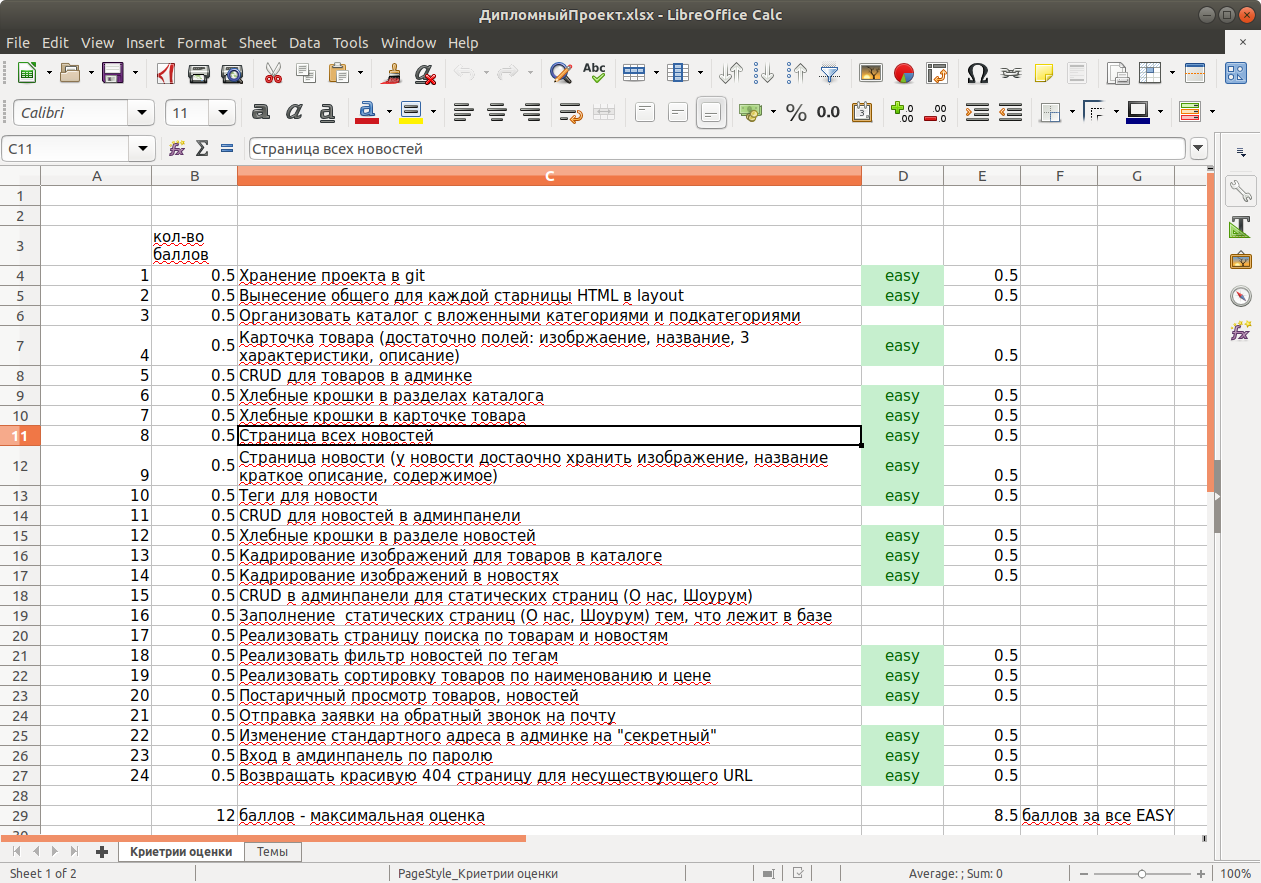 ДипломныйПроект.xlsx - LibreOffice Calc
File Edit View Insert Format Sheet Data Tools Window Help
Calibri 11 a a a a % 0.0
C11 Страница всех новостей
A B C D E F G
1
2
3 кол-во
баллов
4 1 0.5 Хранение проекта в git easy 0.5
5 2 0.5 Вынесение общего для каждой старницы HTML в layout easy 0.5
6 3 0.5 Организовать каталог с вложенными категориями и подкатегориями
7 4 0.5 Карточка товара (достаточно полей: изобржаение, название, 3 easy 0.5
характеристики, описание)
8 5 0.5 CRUD для товаров в админке
9 6 0.5 Хлебные крошки в разделах каталога easy 0.5
10 7 0.5 Хлебные крошки в карточке товара easy 0.5
11 8 0.5 Страница всех новостей easy 0.5
12 9 0.5 Страница новости (у новости достаочно хранить изображение, название easy 0.5
краткое описание, содержимое)
13 10 0.5 Теги для новости easy 0.5
14 11 0.5 CRUD для новостей в админпанели
15 12 0.5 Хлебные крошки в разделе новостей easy 0.5
16 13 0.5 Кадрирование изображений для товаров в каталоге easy 0.5
17 14 0.5 Кадрирование изображений в новостях easy 0.5
18 15 0.5 CRUD в админпанели для статических страниц (О нас, Шоурум)
19 16 0.5 Заполнение статических страниц (О нас, Шоурум) тем, что лежит в базе
20 17 0.5 Реализовать страницу поиска по товарам и новостям
21 18 0.5 Реализовать фильтр новостей по тегам easy 0.5
22 19 0.5 Реализовать сортировку товаров по наименованию и цене easy 0.5
23 20 0.5 Постаричный просмотр товаров, новостей easy 0.5
24 21 0.5 Отправка заявки на обратный звонок на почту
25 22 0.5 Изменение стандартного адреса в админке на "секретный" easy 0.5
26 23 0.5 Вход в амдинпанель по паролю easy 0.5
27 24 0.5 Возвращать красивую 404 страницу для несуществующего URL easy 0.5
28
29 12 баллов - максимальная оценка 8.5 баллов за все EASY
30
Криетрии оценки Темы
Sheet 1 of 2 PageStyle_Криетрии оценки Average: ; Sum: 0 100%